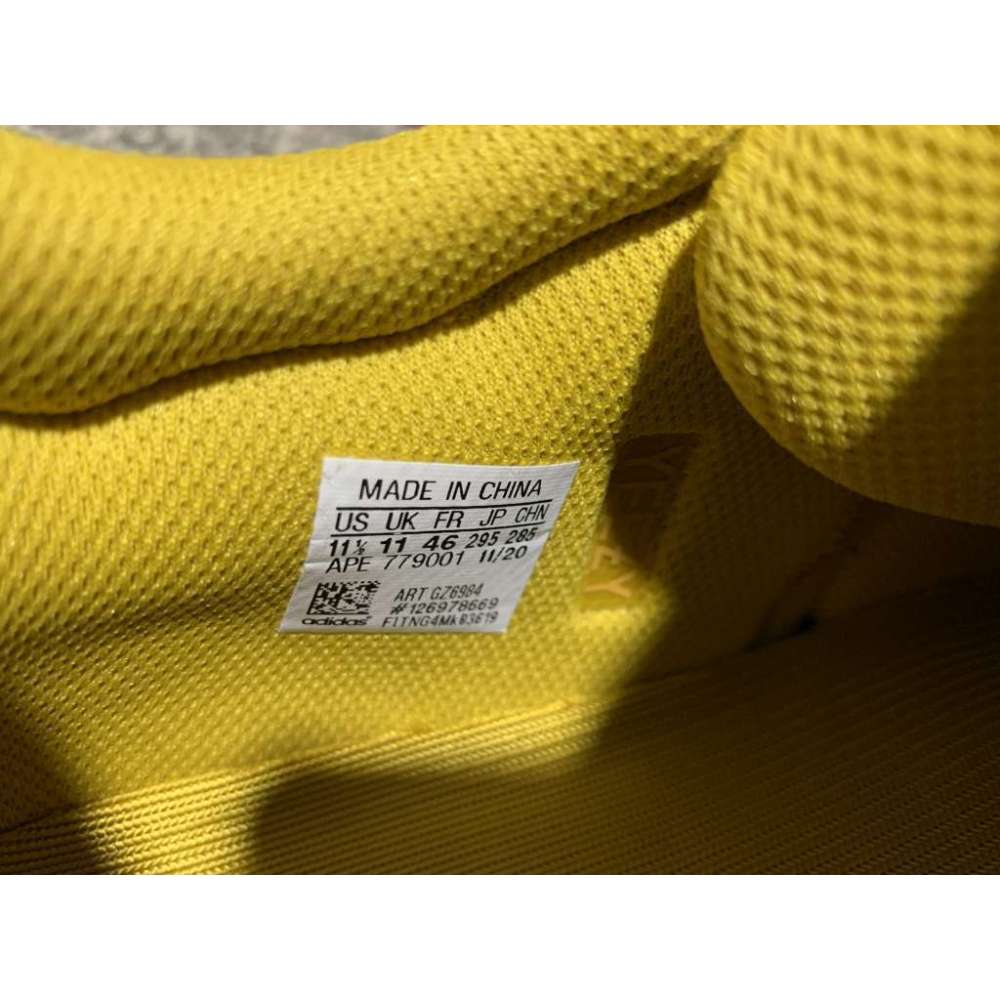 MADE IN CHINA
US UK FR JP CHN
11½ 11 46 295 285
APE 779001 11/20
ART GZ6984
#126978669
adidas